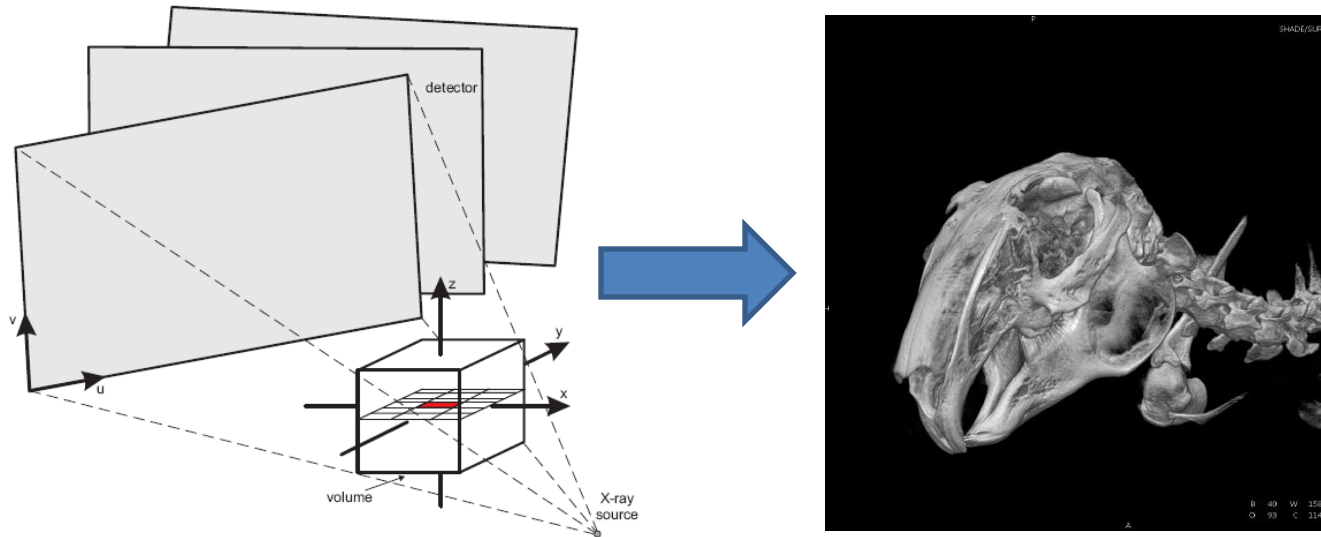 detector
v
u
z
y
x
volume
X-ray
source
P
SHADE/SUR
H
A
B 40 W 158
O 93 C 114